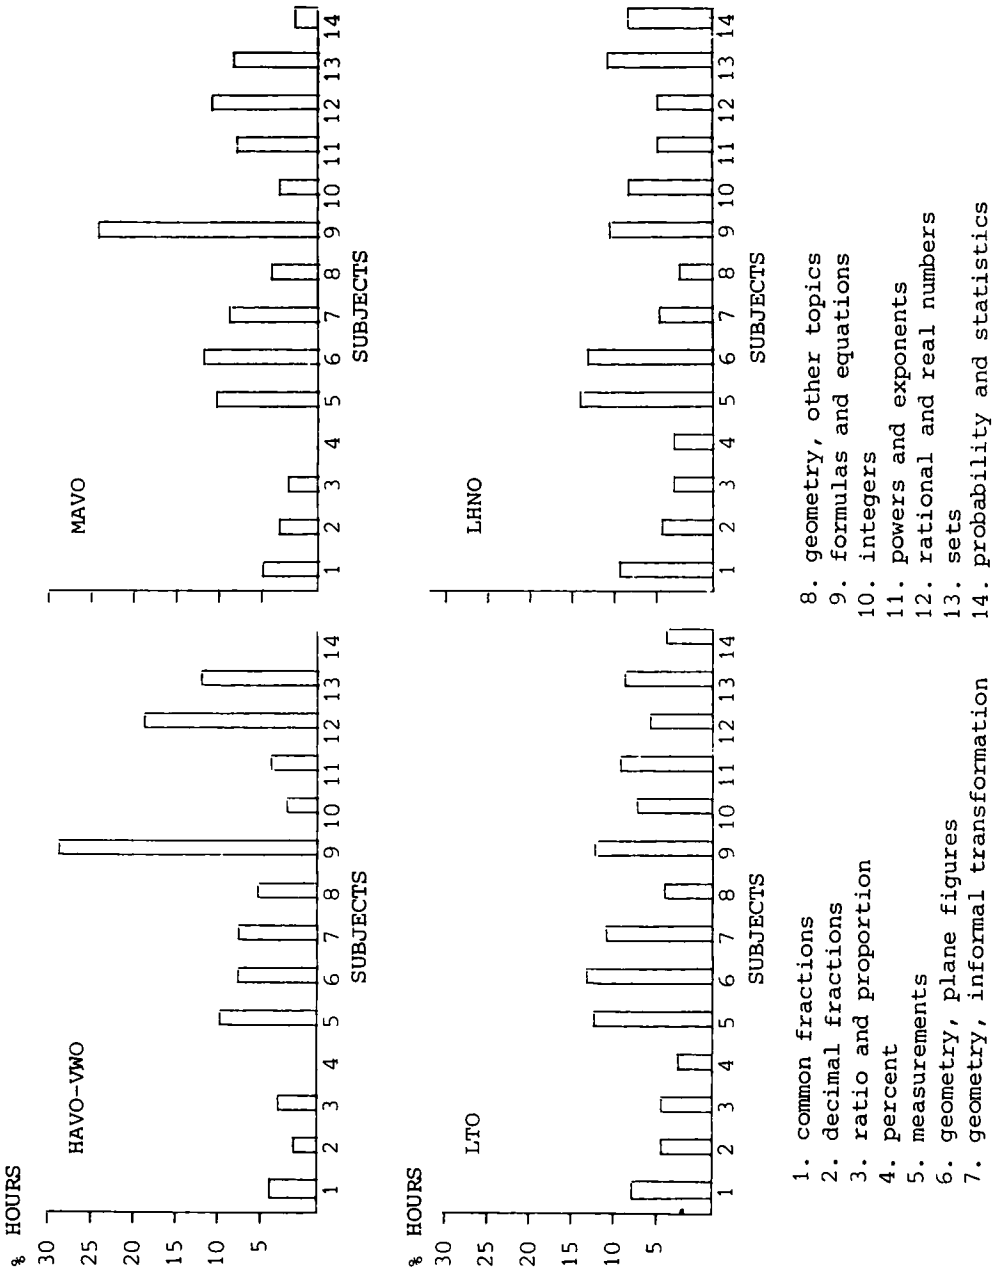 % HOURS
30
25
20
15
10
5
HAVO-VWO
1 2 3 4 5 6 7 8 9 10 11 12 13 14
SUBJECTS
MAVO
1 2 3 4 5 6 7 8 9 10 11 12 13 14
SUBJECTS
% HOURS
30
25
20
15
10
5
LTO
1 2 3 4 5 6 7 8 9 10 11 12 13 14
SUBJECTS
LHNO
1 2 3 4 5 6 7 8 9 10 11 12 13 14
SUBJECTS
1. common fractions
2. decimal fractions
3. ratio and proportion
4. percent
5. measurements
6. geometry, plane figures
7. geometry, informal transformation
8. geometry, other topics
9. formulas and equations
10. integers
11. powers and exponents
12. rational and real numbers
13. sets
14. probability and statistics